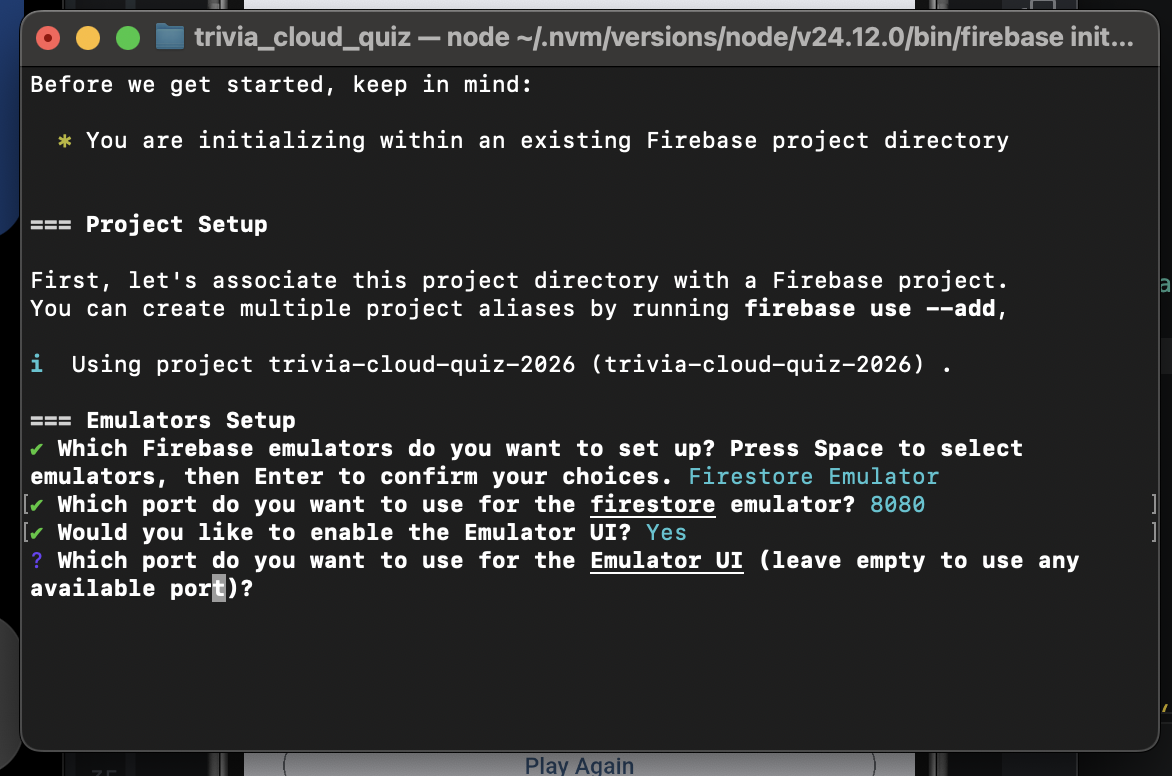 trivia_cloud_quiz — node ~/.nvm/versions/node/v24.12.0/bin/firebase init...
Before we get started, keep in mind:
* You are initializing within an existing Firebase project directory
=== Project Setup
First, let's associate this project directory with a Firebase project.
You can create multiple project aliases by running firebase use --add,
i Using project trivia-cloud-quiz-2026 (trivia-cloud-quiz-2026) .
=== Emulators Setup
✔ Which Firebase emulators do you want to set up? Press Space to select
emulators, then Enter to confirm your choices. Firestore Emulator
[✔ Which port do you want to use for the firestore emulator? 8080 ]
[✔ Would you like to enable the Emulator UI? Yes ]
? Which port do you want to use for the Emulator UI (leave empty to use any
available port)?
Play Again